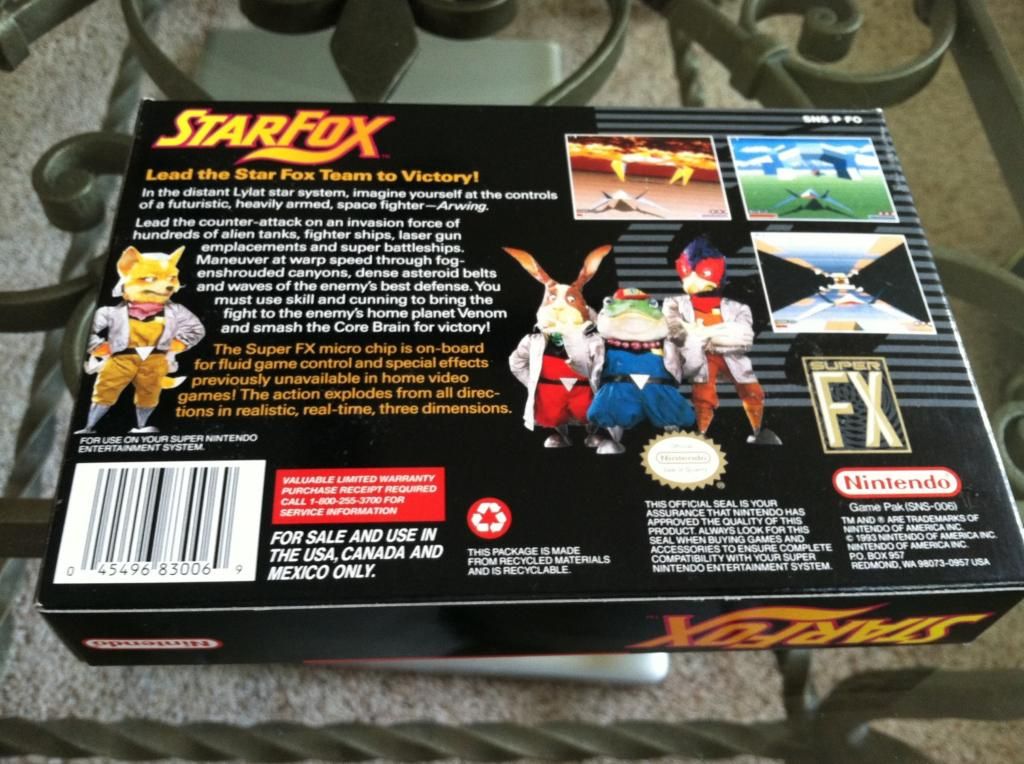 STARFOX
Lead the Star Fox Team to Victory!
In the distant Lylat star system, imagine yourself at the controls
of a futuristic, heavily armed, space fighter—Arwing.
Lead the counter-attack on an invasion force of
hundreds of alien tanks, fighter ships, laser gun
emplacements and super battleships.
Maneuver at warp speed through fog-
enshrouded canyons, dense asteroid belts
and waves of the enemy's best defense. You
must use skill and cunning to bring the
fight to the enemy's home planet Venom
and smash the Core Brain for victory!
The Super FX micro chip is on-board
for fluid game control and special effects
previously unavailable in home video
games! The action explodes from all direc-
tions in realistic, real-time, three dimensions.
FOR USE ON YOUR SUPER NINTENDO
ENTERTAINMENT SYSTEM.
0 45496 83006 9
VALUABLE LIMITED WARRANTY
PURCHASE RECEIPT REQUIRED
CALL 1-800-255-3700 FOR
SERVICE INFORMATION
FOR SALE AND USE IN
THE USA, CANADA AND
MEXICO ONLY.
THIS PACKAGE IS MADE
FROM RECYCLED MATERIALS
AND IS RECYCLABLE.
SNS P FO
SUPER
FX
Official
Nintendo
Seal of Quality
THIS OFFICIAL SEAL IS YOUR
ASSURANCE THAT NINTENDO HAS
APPROVED THE QUALITY OF THIS
PRODUCT. ALWAYS LOOK FOR THIS
SEAL WHEN BUYING GAMES AND
ACCESSORIES TO ENSURE COMPLETE
COMPATIBILITY WITH YOUR SUPER
NINTENDO ENTERTAINMENT SYSTEM.
Nintendo
Game Pak (SNS-006)
TM AND ® ARE TRADEMARKS OF
NINTENDO OF AMERICA INC.
© 1993 NINTENDO OF AMERICA INC.
NINTENDO OF AMERICA INC.
P.O. BOX 957
REDMOND, WA 98073-0957 USA
Nintendo
STARFOX